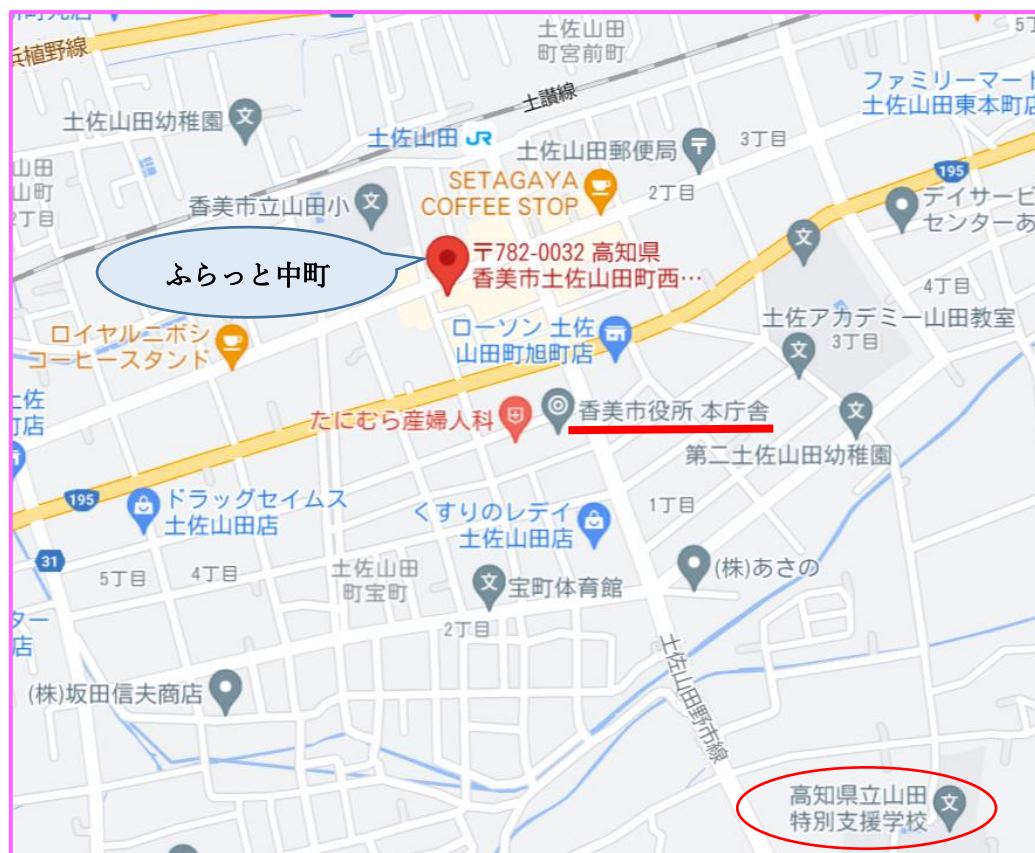 浜植野線
土佐山田
町宮前町
土讃線
ファミリーマート
土佐山田東本町店
土佐山田幼稚園
土佐山田 JR
土佐山田郵便局
3丁目
195
SETAGAYA
COFFEE STOP
2丁目
デイサービ
センターあ
山田
山町
2丁目
香美市立山田小
ふらっと中町
〒782-0032 高知県
香美市土佐山田町西…
4丁目
ロイヤルニボシ
コーヒースタンド
ローソン 土佐
山田町旭町店
土佐アカデミー山田教室
3丁目
たにむら産婦人科
香美市役所 本庁舎
第二土佐山田幼稚園
195
ドラッグセイムス
土佐山田店
くすりのレデイ
土佐山田店
1丁目
31
5丁目
4丁目
土佐山田
町宝町
宝町体育館
(株)あさの
2丁目
ター
店
(株)坂田信夫商店
土佐山田野市線
高知県立山田
特別支援学校